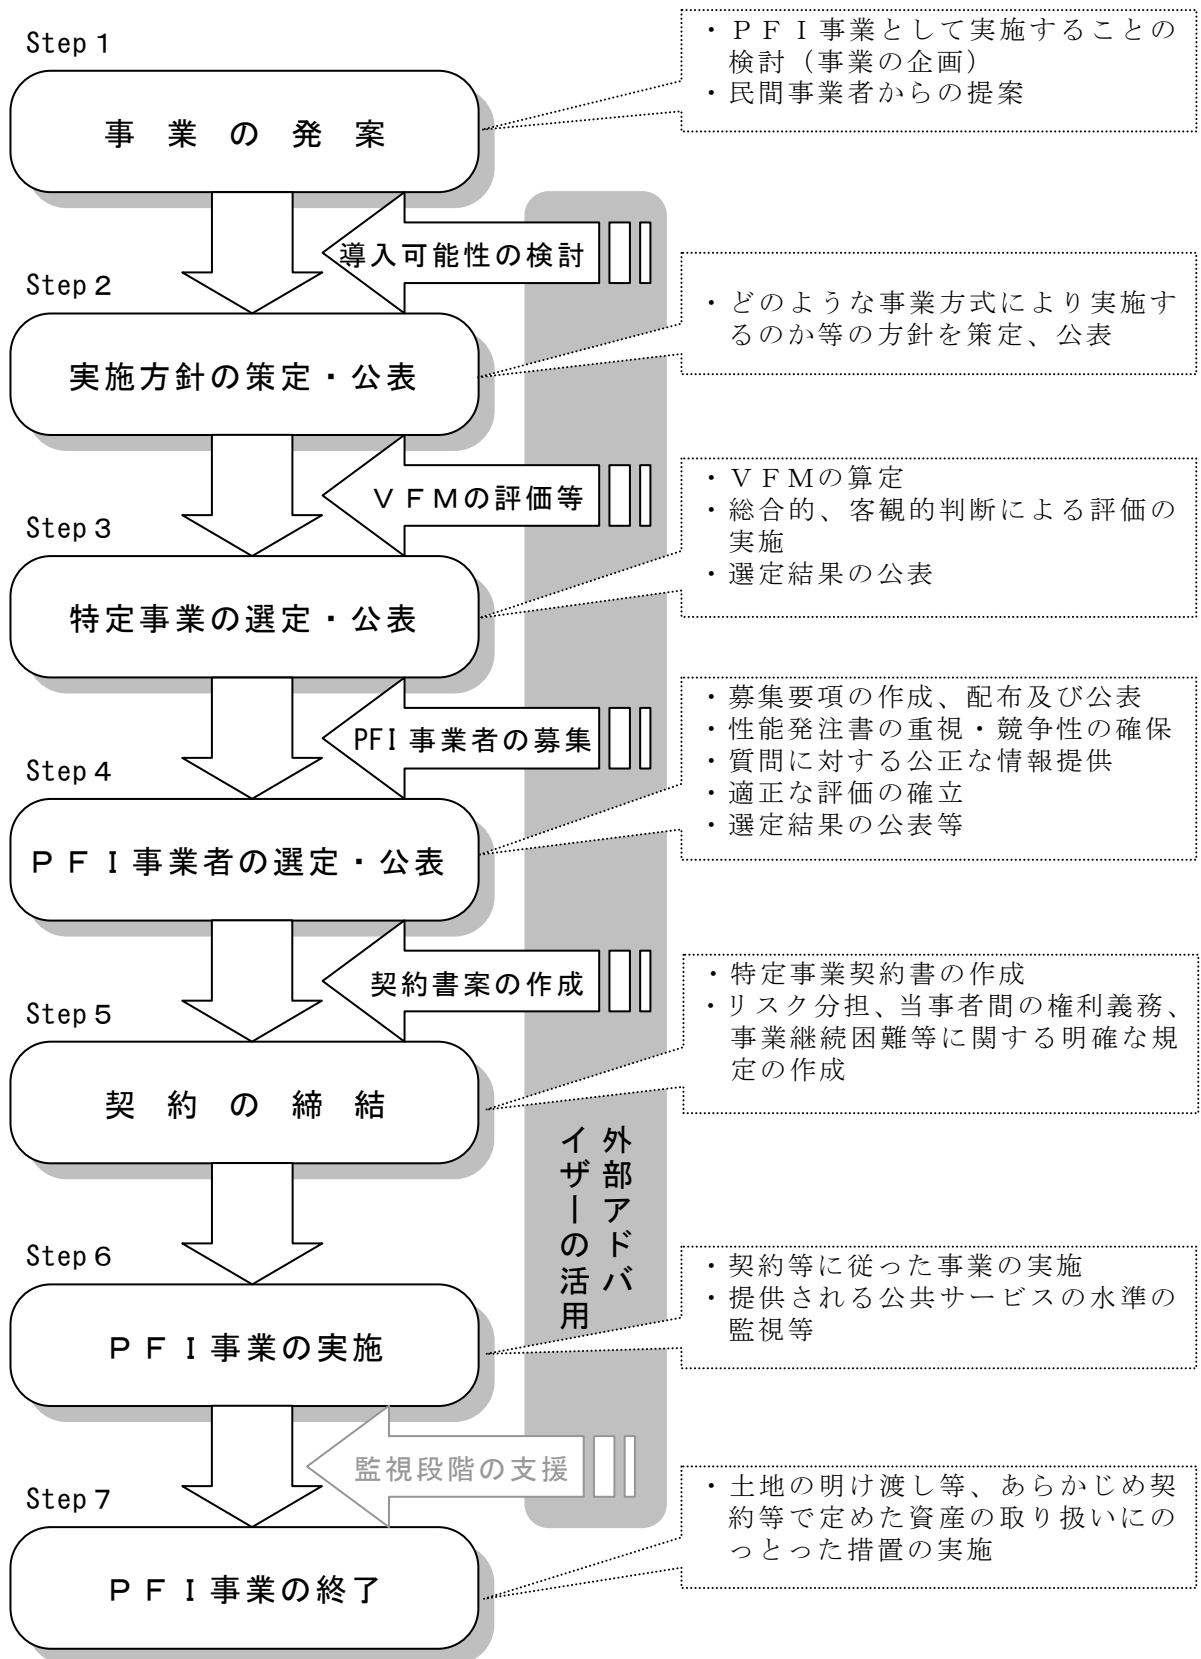 Step 1
事業の発案
・ＰＦＩ事業として実施することの
検討（事業の企画）
・民間事業者からの提案
導入可能性の検討
Step 2
実施方針の策定・公表
・どのような事業方式により実施す
るのか等の方針を策定、公表
ＶＦＭの評価等
Step 3
特定事業の選定・公表
・ＶＦＭの算定
・総合的、客観的判断による評価の
実施
・選定結果の公表
PFI 事業者の募集
Step 4
ＰＦＩ事業者の選定・公表
・募集要項の作成、配布及び公表
・性能発注書の重視・競争性の確保
・質問に対する公正な情報提供
・適正な評価の確立
・選定結果の公表等
契約書案の作成
Step 5
契約の締結
・特定事業契約書の作成
・リスク分担、当事者間の権利義務、
事業継続困難等に関する明確な規
定の作成
外部アドバ
イザーの活用
Step 6
ＰＦＩ事業の実施
・契約等に従った事業の実施
・提供される公共サービスの水準の
監視等
監視段階の支援
Step 7
ＰＦＩ事業の終了
・土地の明け渡し等、あらかじめ契
約等で定めた資産の取り扱いにの
っとった措置の実施